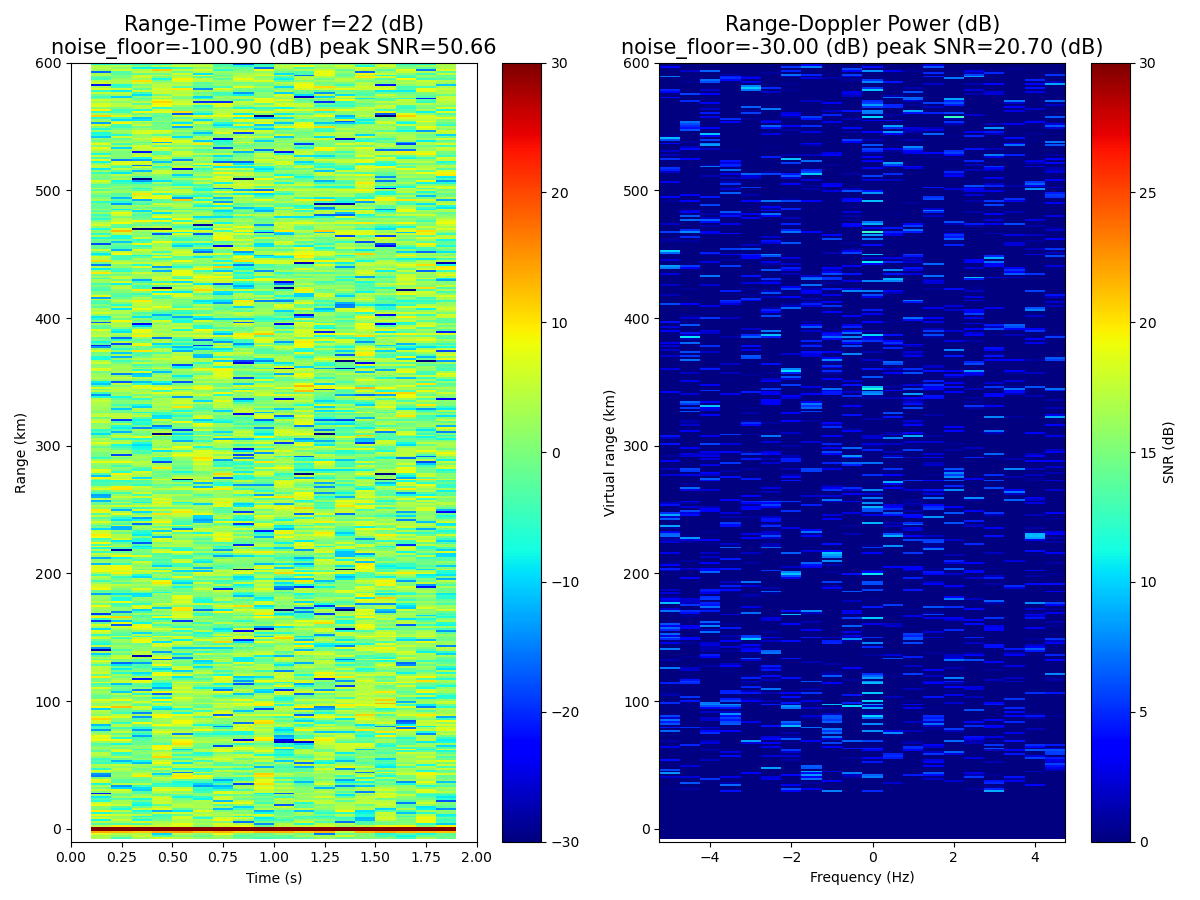 Range-Time Power f=22 (dB)
noise_floor=-100.90 (dB) peak SNR=50.66
600
500
400
300
200
100
0
Range (km)
0.00 0.25 0.50 0.75 1.00 1.25 1.50 1.75 2.00
Time (s)
30
20
10
0
−10
−20
−30
Range-Doppler Power (dB)
noise_floor=-30.00 (dB) peak SNR=20.70 (dB)
600
500
400
300
200
100
0
Virtual range (km)
−4 −2 0 2 4
Frequency (Hz)
30
25
20
15
10
5
0
SNR (dB)